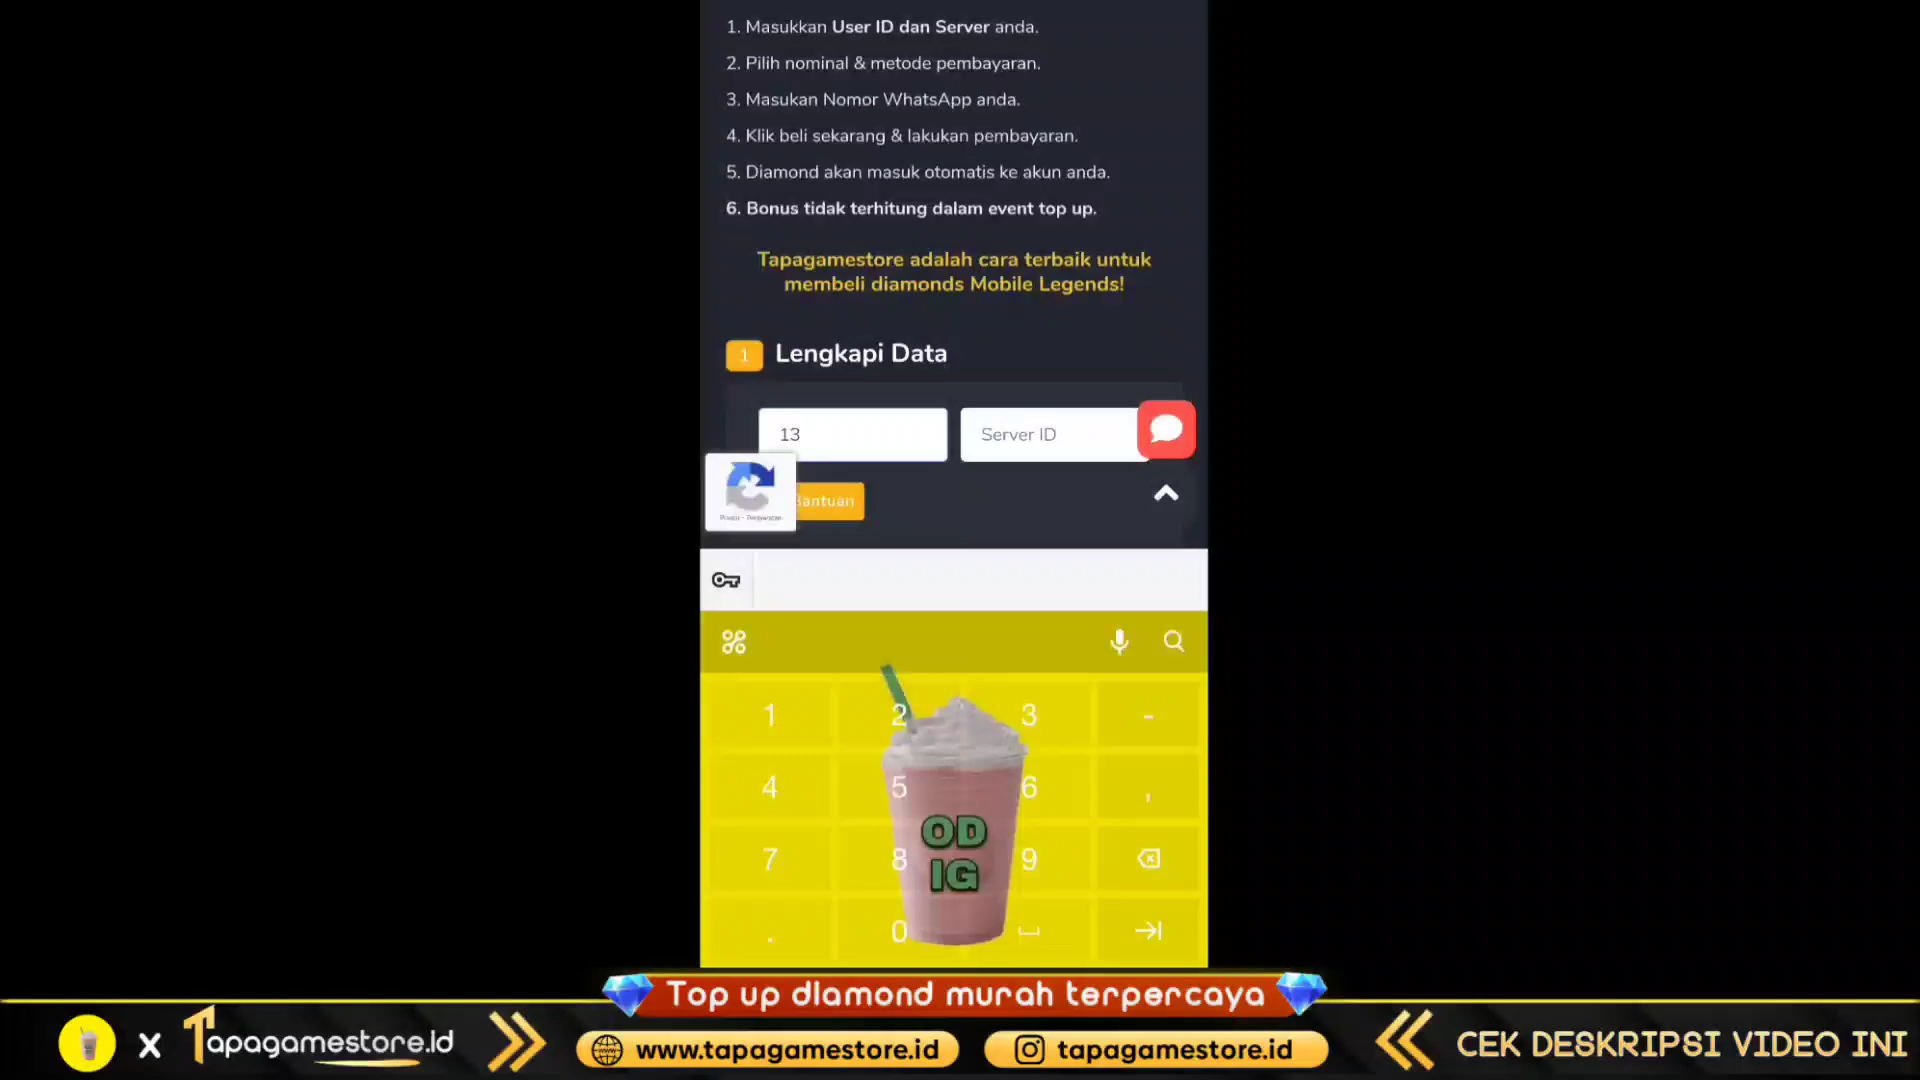 1. Masukkan User ID dan Server anda.
2. Pilih nominal & metode pembayaran.
3. Masukan Nomor WhatsApp anda.
4. Klik beli sekarang & lakukan pembayaran.
5. Diamond akan masuk otomatis ke akun anda.
6. Bonus tidak terhitung dalam event top up.
Tapagamestore adalah cara terbaik untuk
membeli diamonds Mobile Legends!
1 Lengkapi Data
13 Server ID
Bantuan
1 2 3 -
4 5 6 ,
7 8 9
. 0
OD
IG
Top up diamond murah terpercaya
X Tapagamestore.id www.tapagamestore.id tapagamestore.id CEK DESKRIPSI VIDEO INI